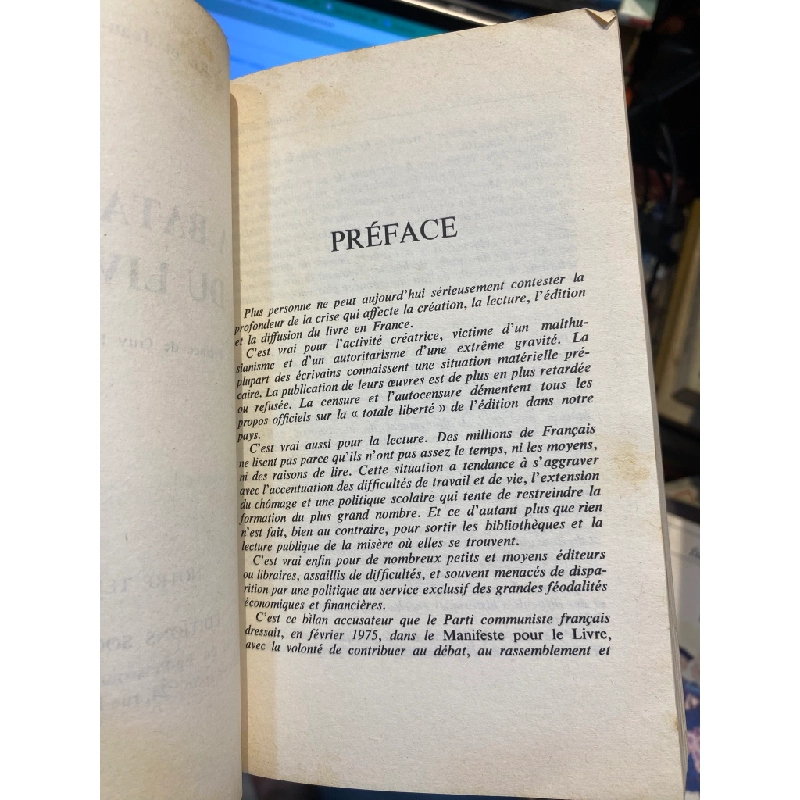 PRÉFACE
Plus personne ne peut aujourd'hui sérieusement contester la
profondeur de la crise qui affecte la création, la lecture, l'édition
et la diffusion du livre en France.
C'est vrai pour l'activité créatrice, victime d'un malthu-
sianisme et d'un autoritarisme d'une extrême gravité. La
plupart des écrivains connaissent une situation matérielle pré-
caire. La publication de leurs œuvres est de plus en plus retardée
ou refusée. La censure et l'autocensure démentent tous les
propos officiels sur la « totale liberté » de l'édition dans notre
pays.
C'est vrai aussi pour la lecture. Des millions de Français
ne lisent pas parce qu'ils n'ont pas assez le temps, ni les moyens,
ni des raisons de lire. Cette situation a tendance à s'aggraver
avec l'accentuation des difficultés de travail et de vie, l'extension
du chômage et une politique scolaire qui tente de restreindre la
formation du plus grand nombre. Et ce d'autant plus que rien
n'est fait, bien au contraire, pour sortir les bibliothèques et la
lecture publique de la misère où elles se trouvent.
C'est vrai enfin pour de nombreux petits et moyens éditeurs
ou libraires, assaillis de difficultés, et souvent menacés de dispa-
rition par une politique au service exclusif des grandes féodalités
économiques et financières.
C'est ce bilan accusateur que le Parti communiste français
dressait, en février 1975, dans le Manifeste pour le Livre,
avec la volonté de contribuer au débat, au rassemblement et